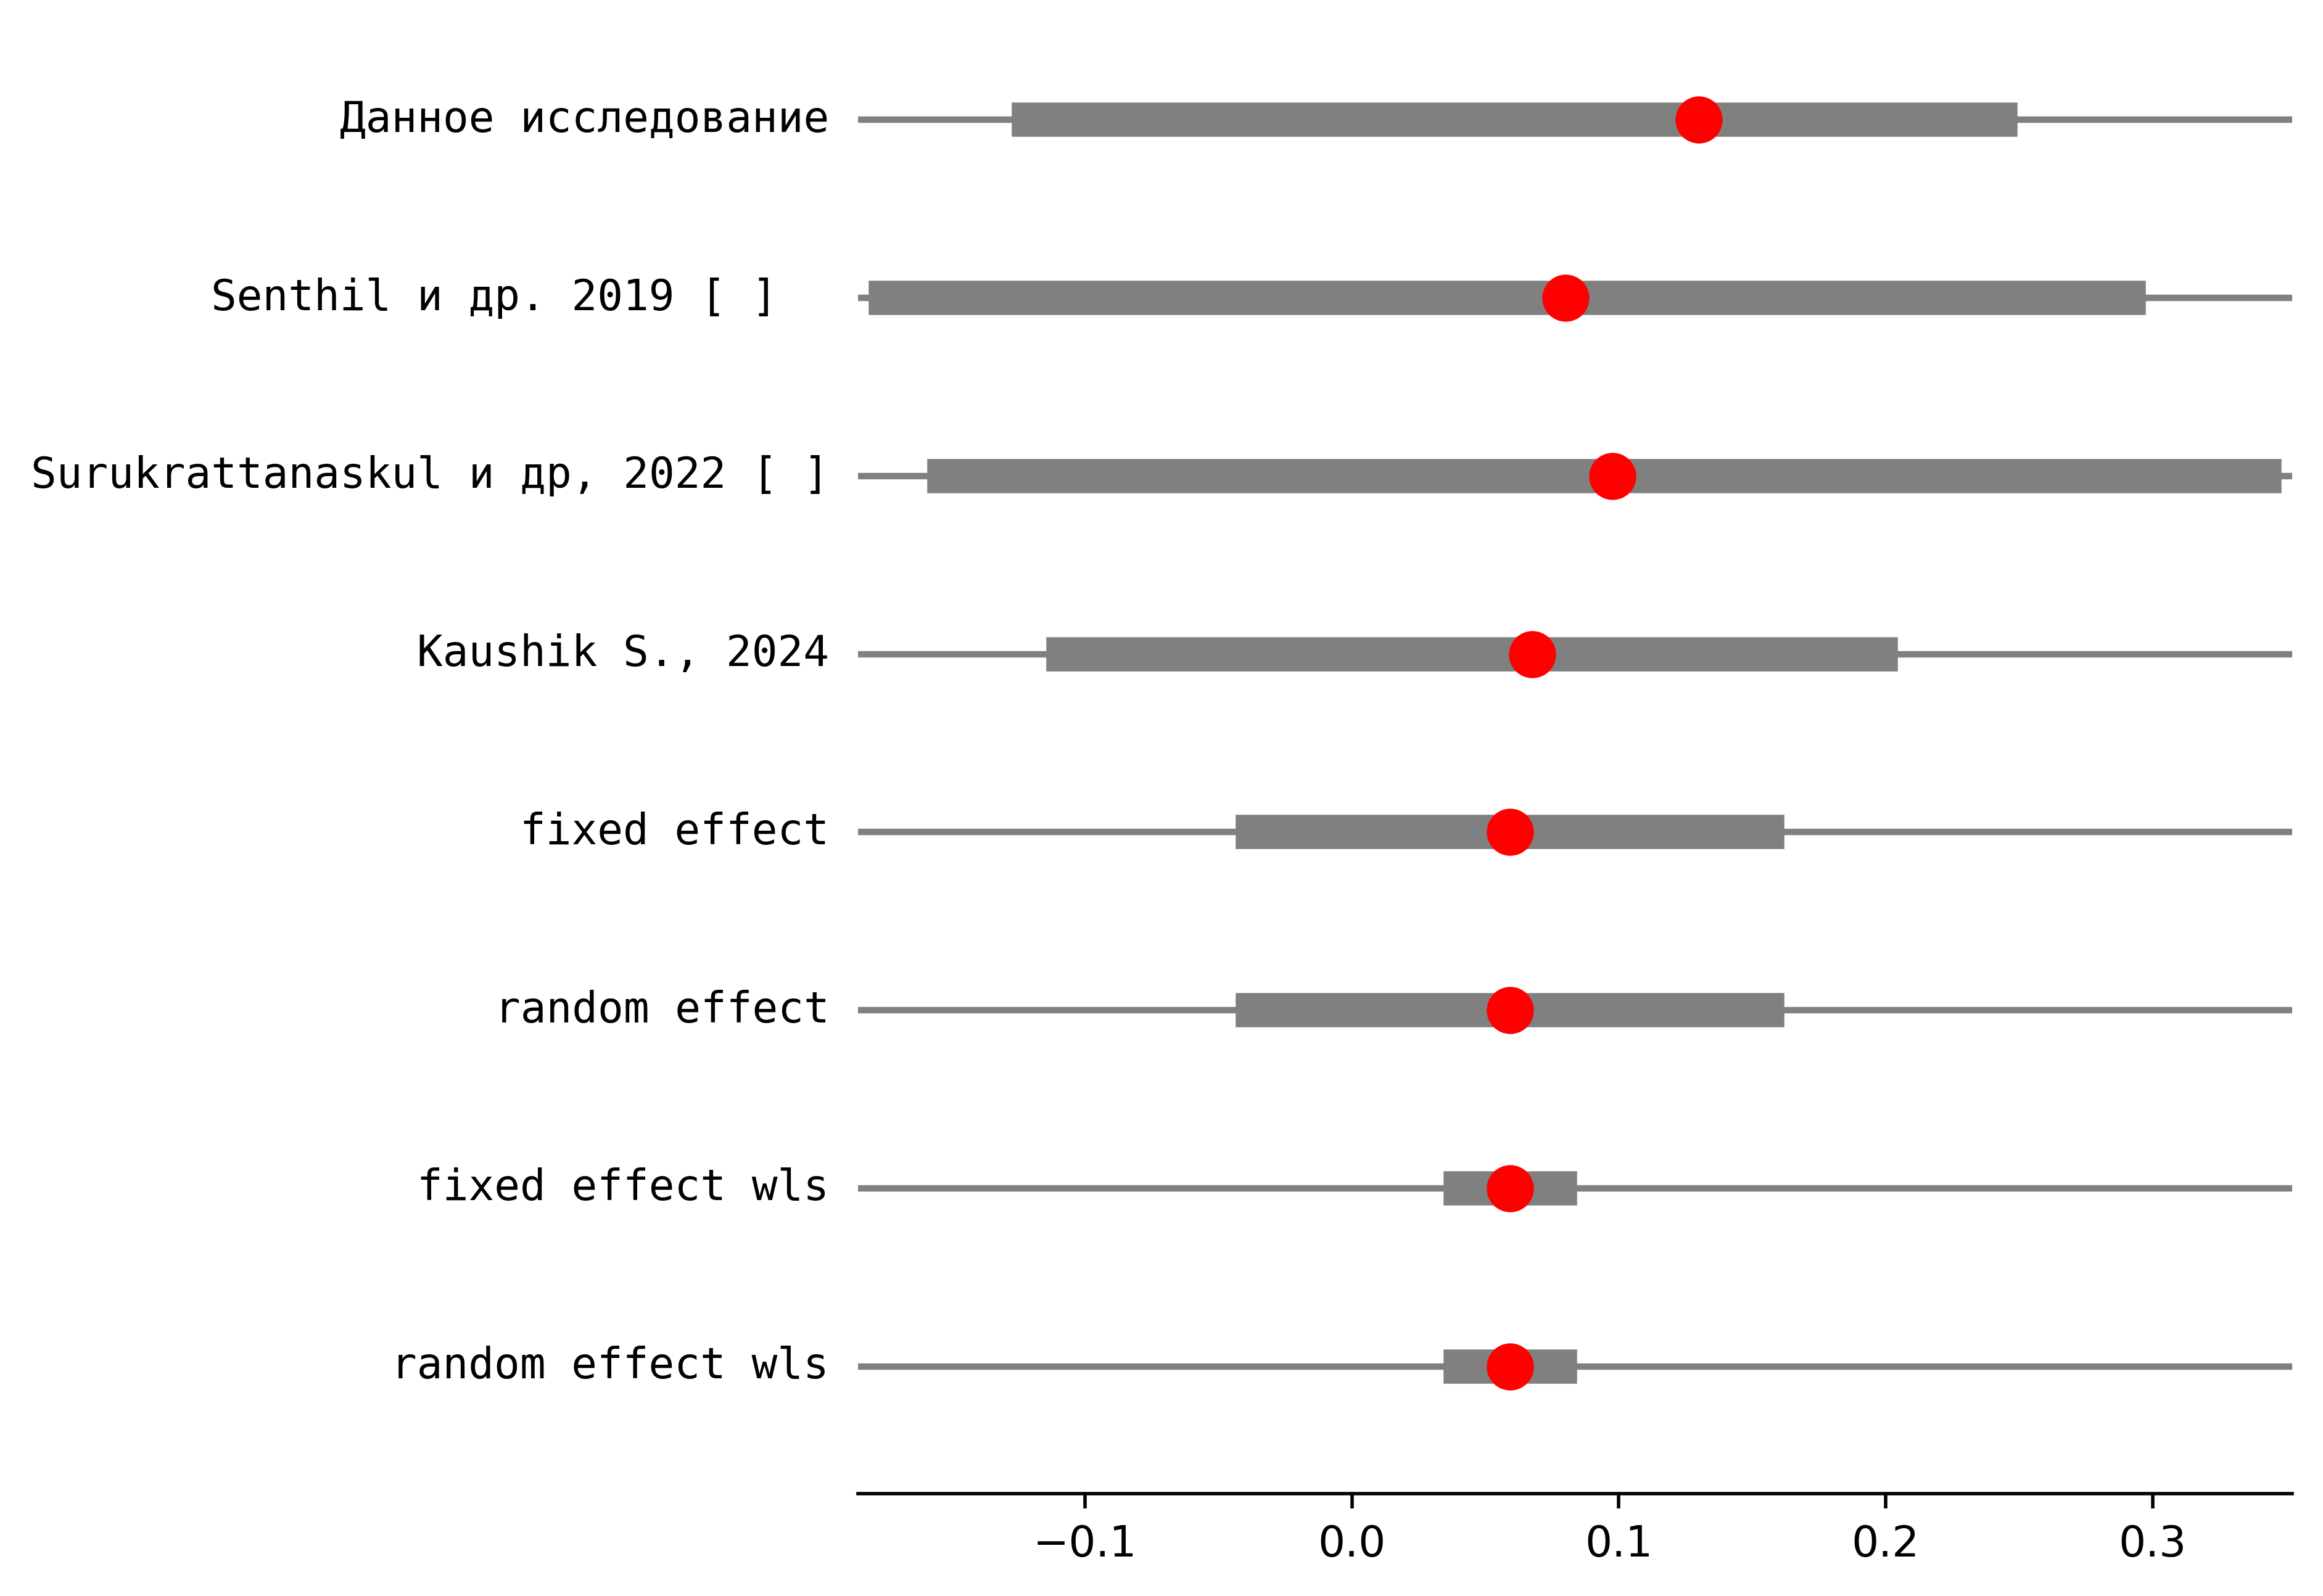 Данное исследование
Senthil и др. 2019 [ ]
Surukrattanaskul и др, 2022 [ ]
Kaushik S., 2024
fixed effect
random effect
fixed effect wls
random effect wls
−0.1 0.0 0.1 0.2 0.3